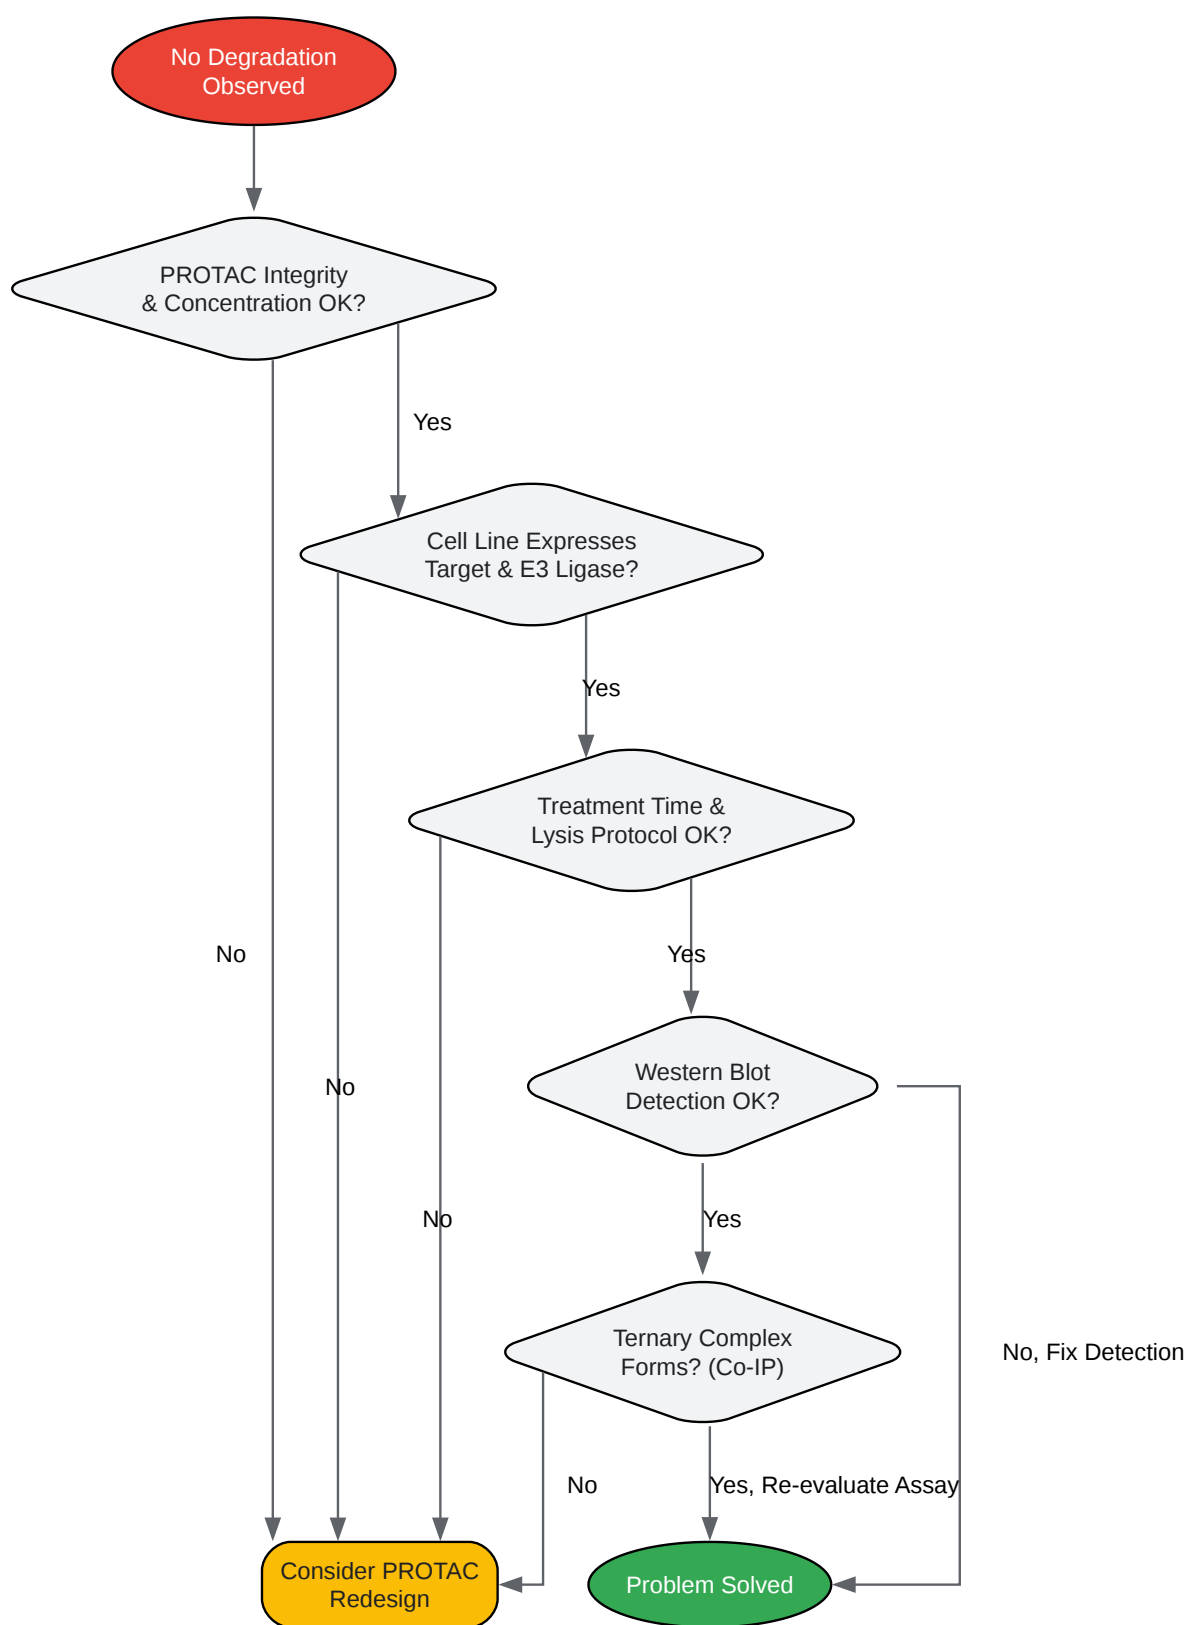 No Degradation
Observed
PROTAC Integrity
& Concentration OK?
Yes
Cell Line Expresses
Target & E3 Ligase?
Yes
Treatment Time &
Lysis Protocol OK?
No
Yes
Western Blot
Detection OK?
No
No
Yes
Ternary Complex
Forms? (Co-IP)
No, Fix Detection
No
Yes, Re-evaluate Assay
Consider PROTAC
Redesign
Problem Solved